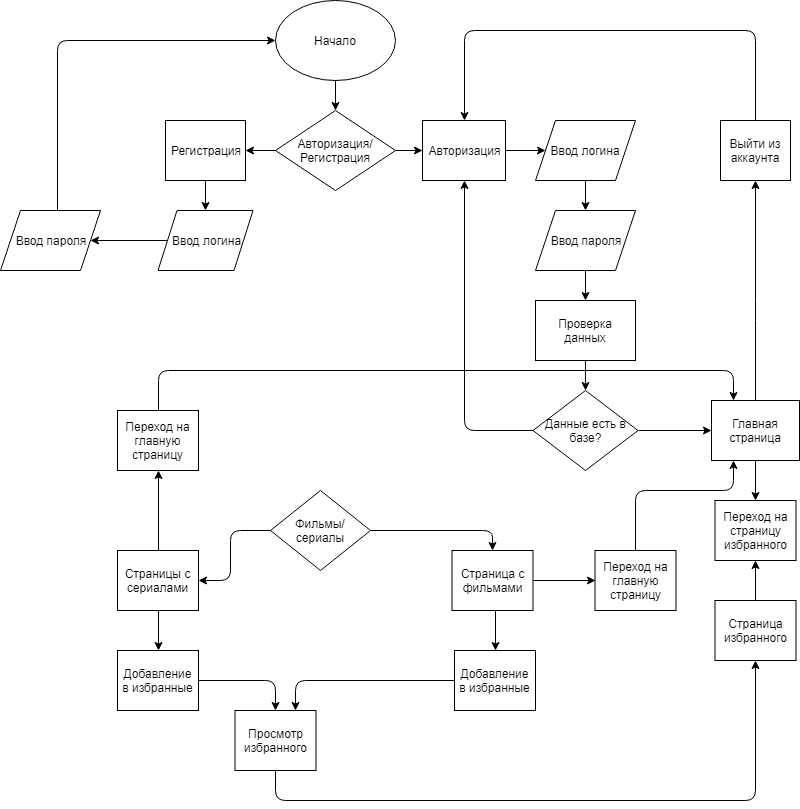 Начало
Регистрация
Авторизация/
Регистрация
Авторизация
Ввод логина
Выйти из
аккаунта
Ввод пароля
Ввод логина
Ввод пароля
Проверка
данных
Переход на
главную
страницу
Данные есть в
базе?
Главная
страница
Фильмы/
сериалы
Переход на
страницу
избранного
Страницы с
сериалами
Страница с
фильмами
Переход на
главную
страницу
Страница
избранного
Добавление
в избранные
Добавление
в избранные
Просмотр
избранного